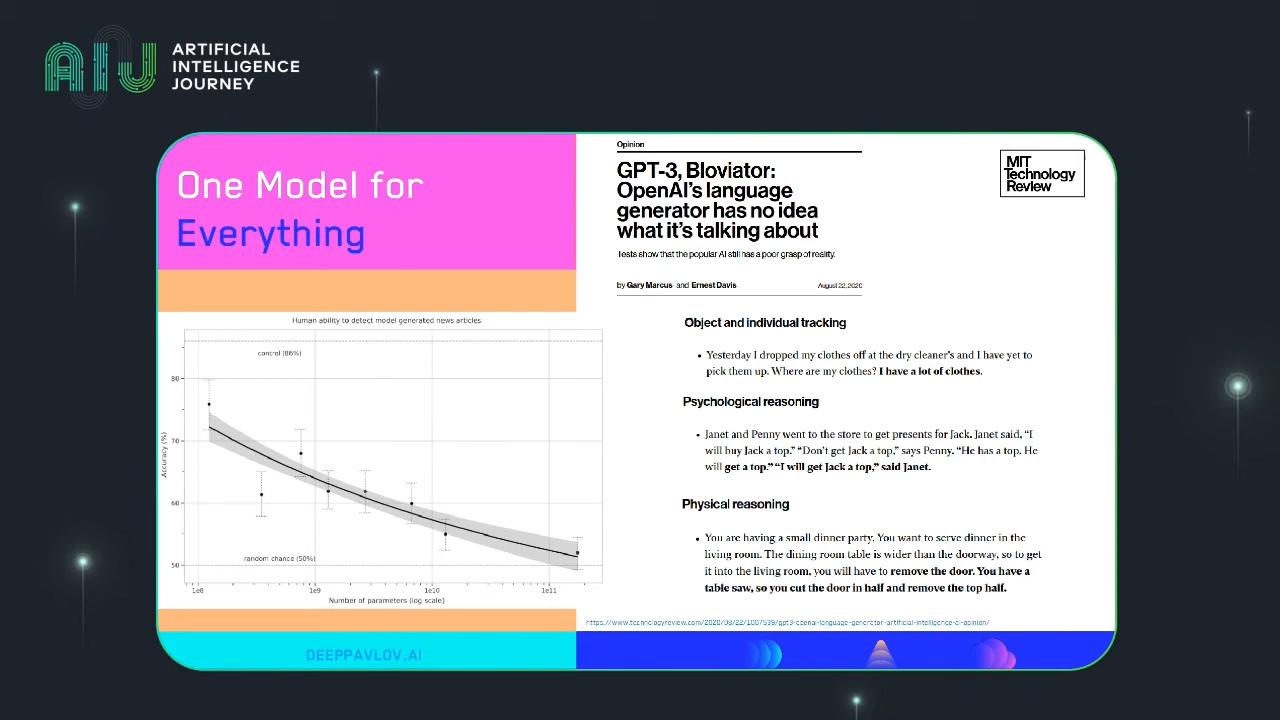 ARTIFICIAL
INTELLIGENCE
JOURNEY
One Model for
Everything
Human ability to detect model generated news articles
control (86%)
80
70
60
50
Accuracy (%)
random chance (50%)
1e8
1e9
1e10
1e11
Number of parameters (log scale)
DEEPPAVLOV.AI
Opinion
GPT-3, Bloviator:
OpenAI's language
generator has no idea
what it's talking about
Tests show that the popular AI still has a poor grasp of reality.
by Gary Marcus and Ernest Davis
August 22, 2020
MIT
Technology
Review
Object and individual tracking
• Yesterday I dropped my clothes off at the dry cleaner's and I have yet to
pick them up. Where are my clothes? I have a lot of clothes.
Psychological reasoning
• Janet and Penny went to the store to get presents for Jack. Janet said, “I
will buy Jack a top.” “Don't get Jack a top,” says Penny. “He has a top. He
will get a top.” “I will get Jack a top,” said Janet.
Physical reasoning
• You are having a small dinner party. You want to serve dinner in the
living room. The dining room table is wider than the doorway, so to get
it into the living room, you will have to remove the door. You have a
table saw, so you cut the door in half and remove the top half.
https://www.technologyreview.com/2020/08/22/1007539/gpt3-openai-language-generator-artificial-intelligence-ai-opinion/